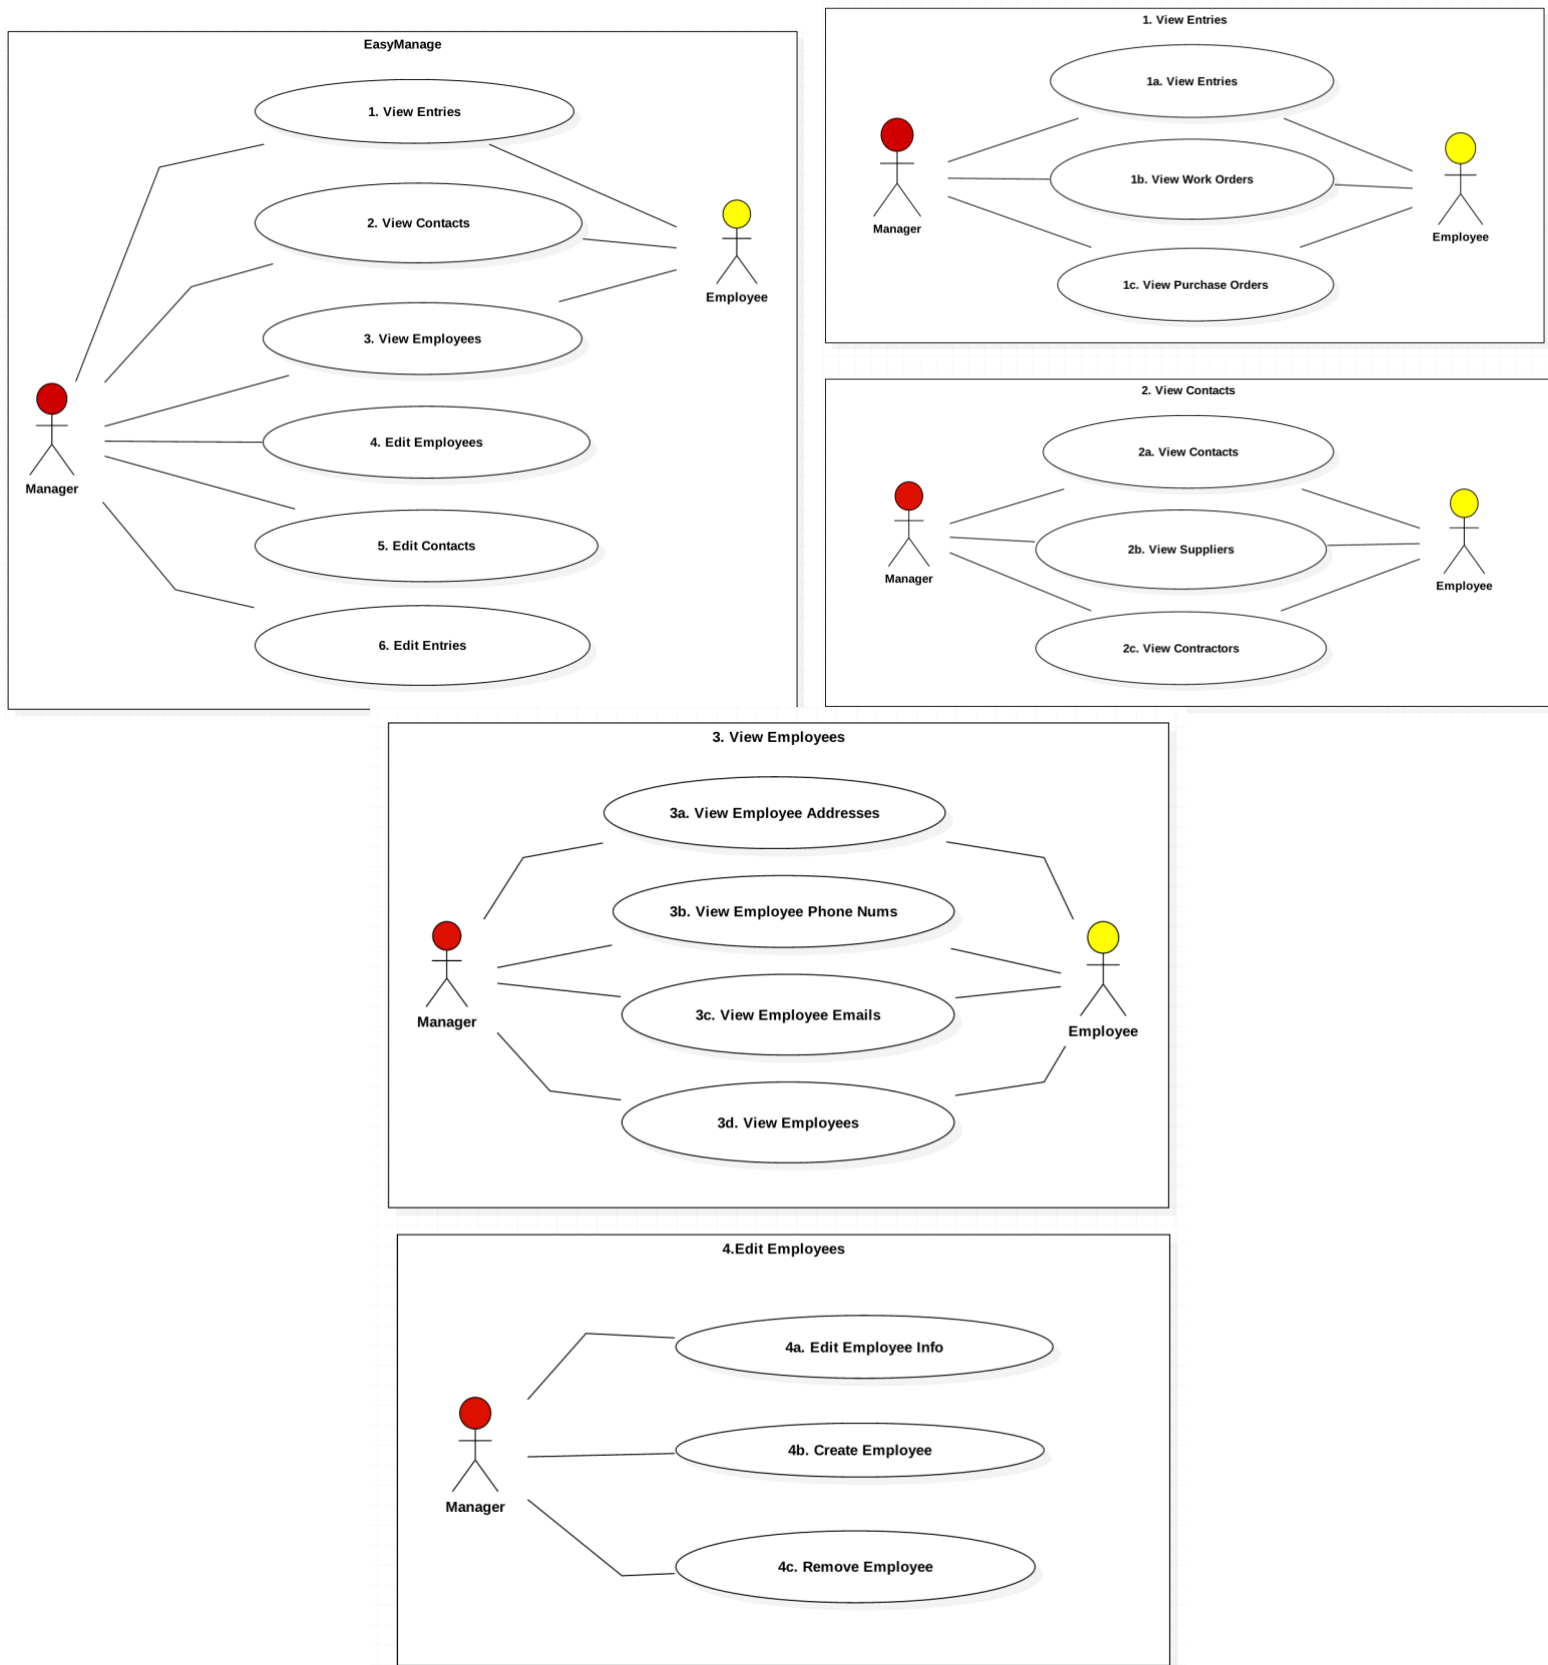 EasyManage
1. View Entries
2. View Contacts
3. View Employees
4. Edit Employees
5. Edit Contacts
6. Edit Entries
Manager
Employee
1. View Entries
1a. View Entries
1b. View Work Orders
1c. View Purchase Orders
Manager
Employee
2. View Contacts
2a. View Contacts
2b. View Suppliers
2c. View Contractors
Manager
Employee
3. View Employees
3a. View Employee Addresses
3b. View Employee Phone Nums
3c. View Employee Emails
3d. View Employees
Manager
Employee
4.Edit Employees
4a. Edit Employee Info
4b. Create Employee
4c. Remove Employee
Manager